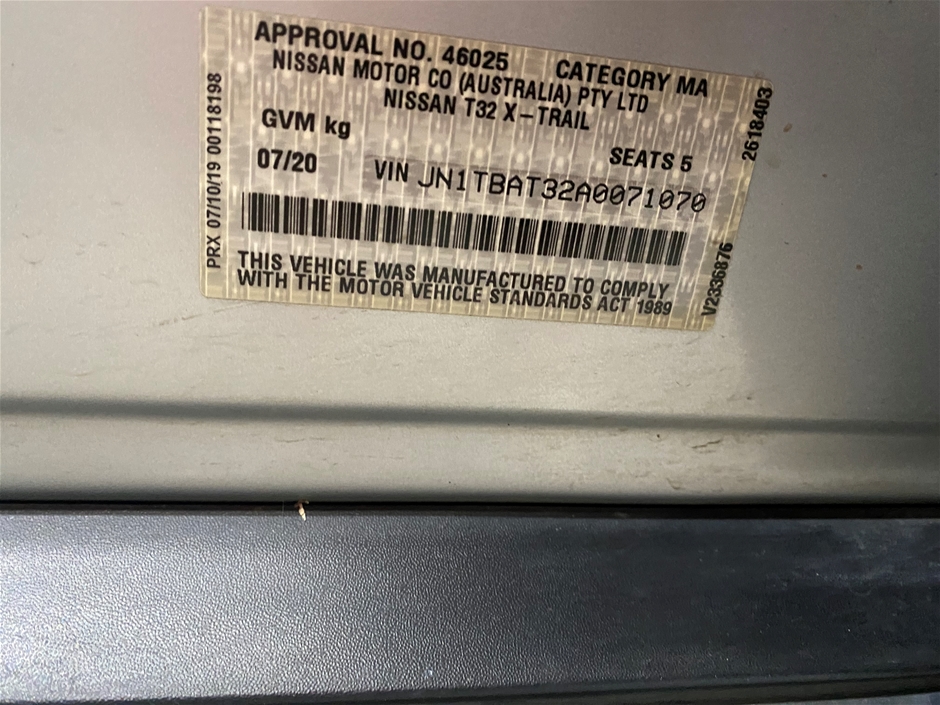 APPROVAL NO. 46025 CATEGORY MA
NISSAN MOTOR CO (AUSTRALIA) PTY LTD
NISSAN T32 X-TRAIL
GVM kg SEATS 5
07/20 VIN JN1TBAT32A0071070
THIS VEHICLE WAS MANUFACTURED TO COMPLY
WITH THE MOTOR VEHICLE STANDARDS ACT 1989
PRX 07/10/19 00118198
2618403
V2336876